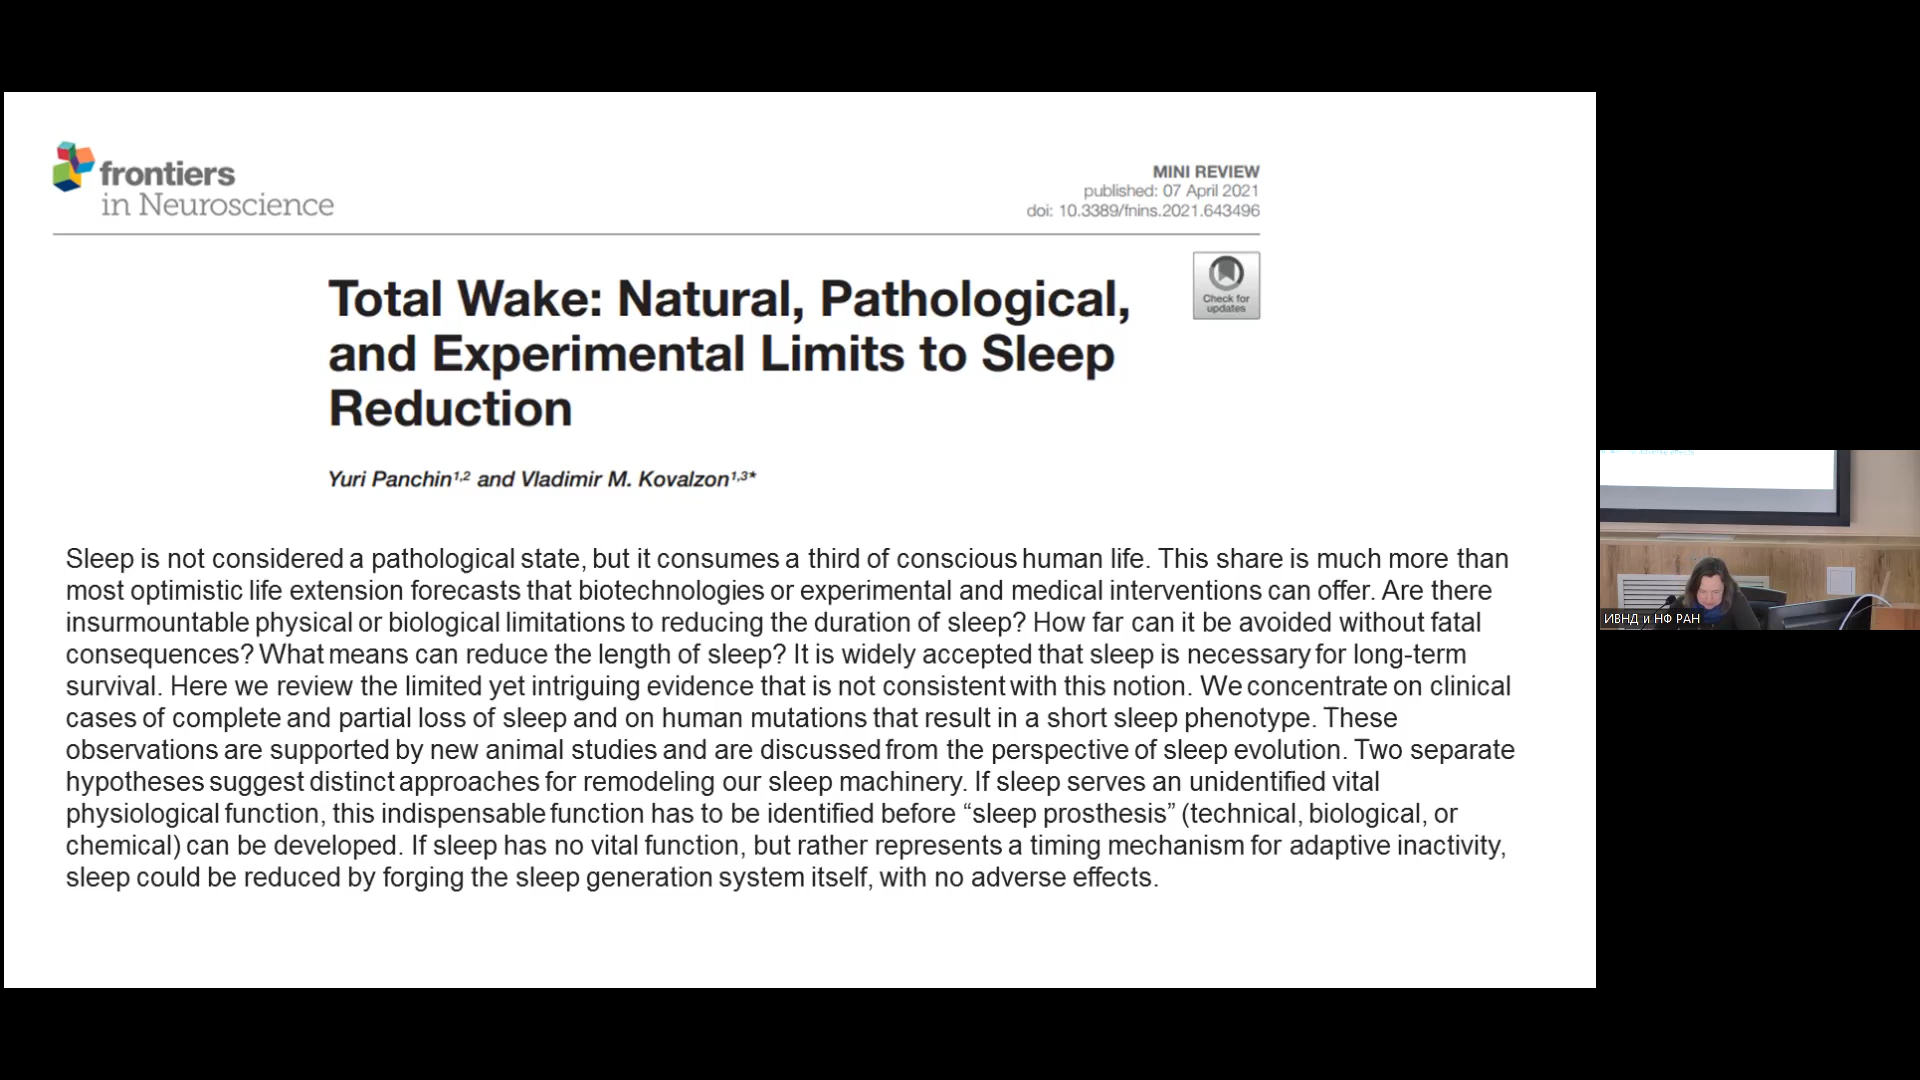 frontiers
in Neuroscience
MINI REVIEW
published: 07 April 2021
doi: 10.3389/fnins.2021.643496
Check for
updates
Total Wake: Natural, Pathological,
and Experimental Limits to Sleep
Reduction
Yuri Panchin1,2 and Vladimir M. Kovalzon1,3*
Sleep is not considered a pathological state, but it consumes a third of conscious human life. This share is much more than
most optimistic life extension forecasts that biotechnologies or experimental and medical interventions can offer. Are there
insurmountable physical or biological limitations to reducing the duration of sleep? How far can it be avoided without fatal
consequences? What means can reduce the length of sleep? It is widely accepted that sleep is necessary for long-term
survival. Here we review the limited yet intriguing evidence that is not consistent with this notion. We concentrate on clinical
cases of complete and partial loss of sleep and on human mutations that result in a short sleep phenotype. These
observations are supported by new animal studies and are discussed from the perspective of sleep evolution. Two separate
hypotheses suggest distinct approaches for remodeling our sleep machinery. If sleep serves an unidentified vital
physiological function, this indispensable function has to be identified before “sleep prosthesis” (technical, biological, or
chemical) can be developed. If sleep has no vital function, but rather represents a timing mechanism for adaptive inactivity,
sleep could be reduced by forging the sleep generation system itself, with no adverse effects.
ИВНД и НФ РАН